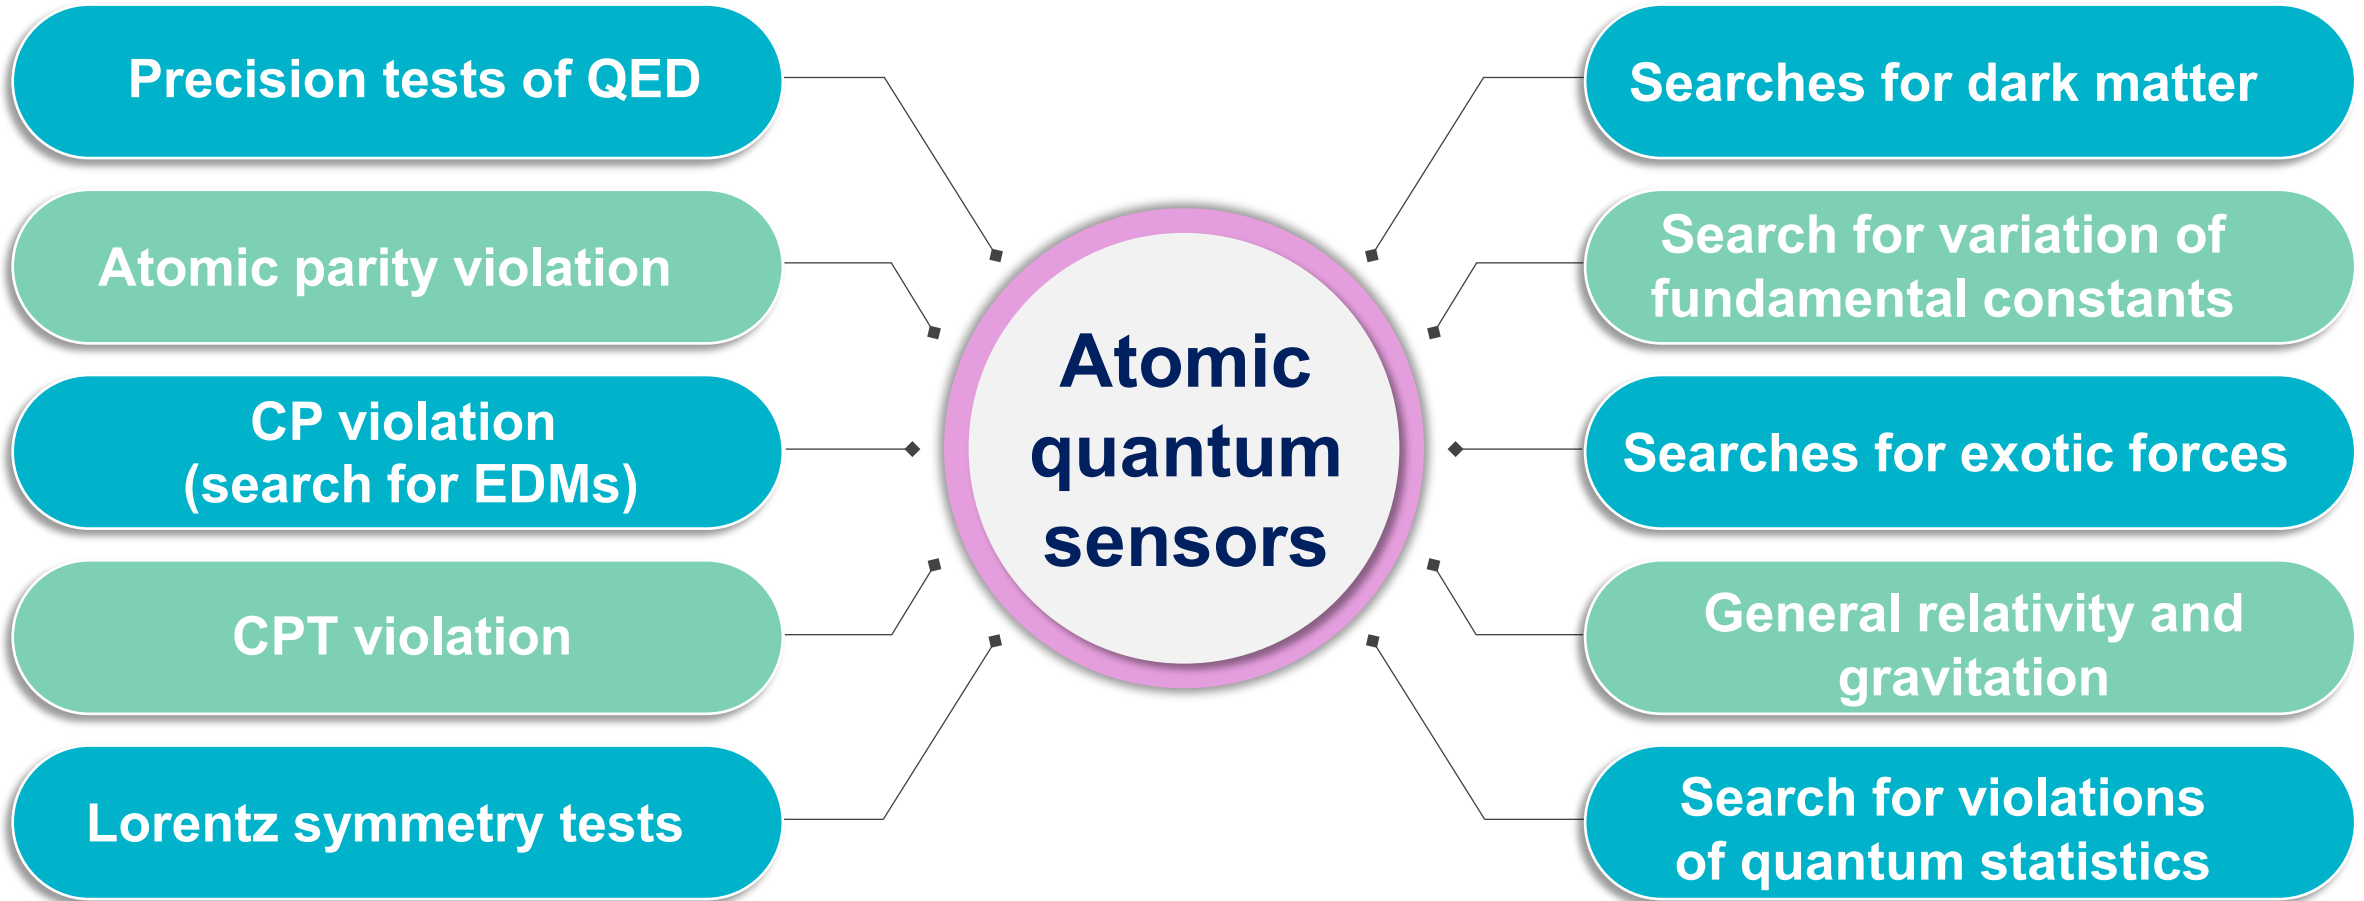 Precision tests of QED
Atomic parity violation
CP violation
(search for EDMs)
CPT violation
Lorentz symmetry tests
Atomic
quantum
sensors
Searches for dark matter
Search for variation of
fundamental constants
Searches for exotic forces
General relativity and
gravitation
Search for violations
of quantum statistics